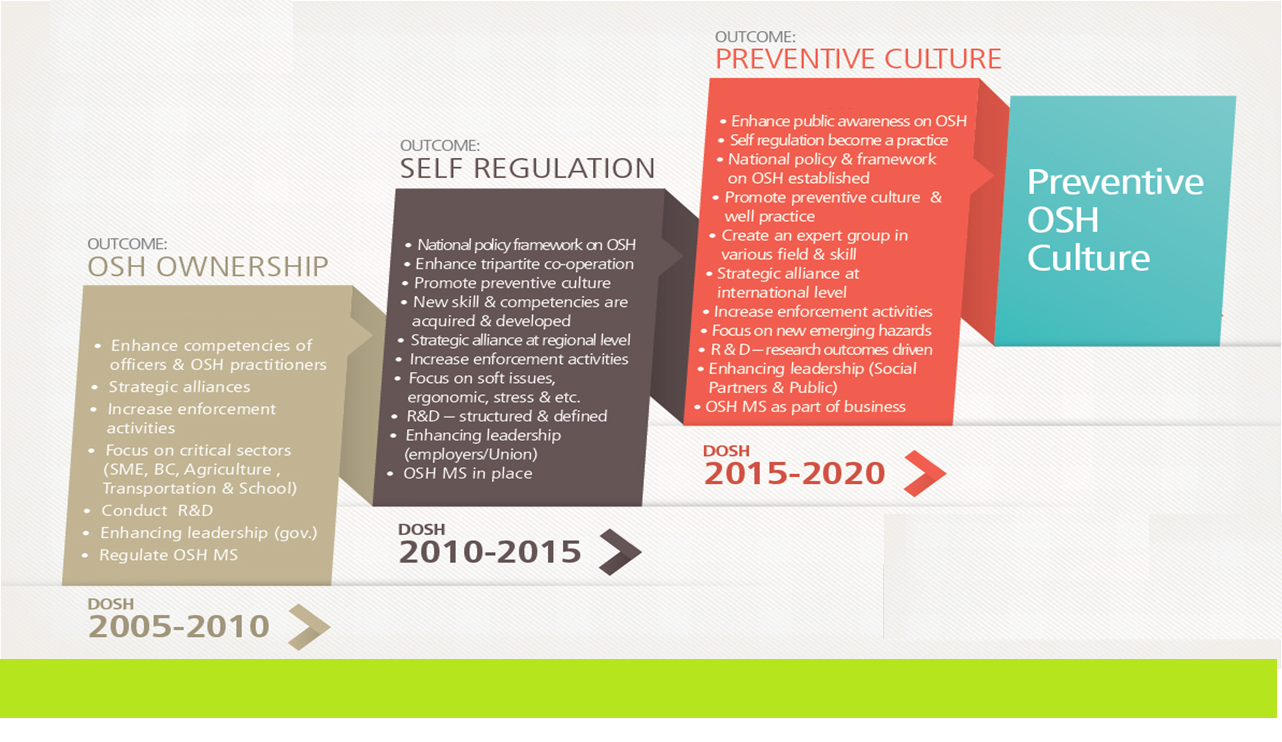 OUTCOME:
OSH OWNERSHIP
• Enhance competencies of
officers & OSH practitioners
• Strategic alliances
• Increase enforcement
activities
• Focus on critical sectors
(SME, BC, Agriculture ,
Transportation & School)
• Conduct R&D
• Enhancing leadership (gov.)
• Regulate OSH MS
DOSH
2005-2010
OUTCOME:
SELF REGULATION
• National policy framework on OSH
• Enhance tripartite co-operation
• Promote preventive culture
• New skill & competencies are
acquired & developed
• Strategic alliance at regional level
• Increase enforcement activities
• Focus on soft issues,
ergonomic, stress & etc.
• R&D – structured & defined
• Enhancing leadership
(employers/Union)
• OSH MS in place
DOSH
2010-2015
OUTCOME:
PREVENTIVE CULTURE
• Enhance public awareness on OSH
• Self regulation become a practice
• National policy & framework
on OSH established
• Promote preventive culture &
well practice
• Create an expert group in
various field & skill
• Strategic alliance at
international level
• Increase enforcement activities
• Focus on new emerging hazards
• R & D – research outcomes driven
• Enhancing leadership (Social
Partners & Public)
• OSH MS as part of business
DOSH
2015-2020
Preventive
OSH
Culture